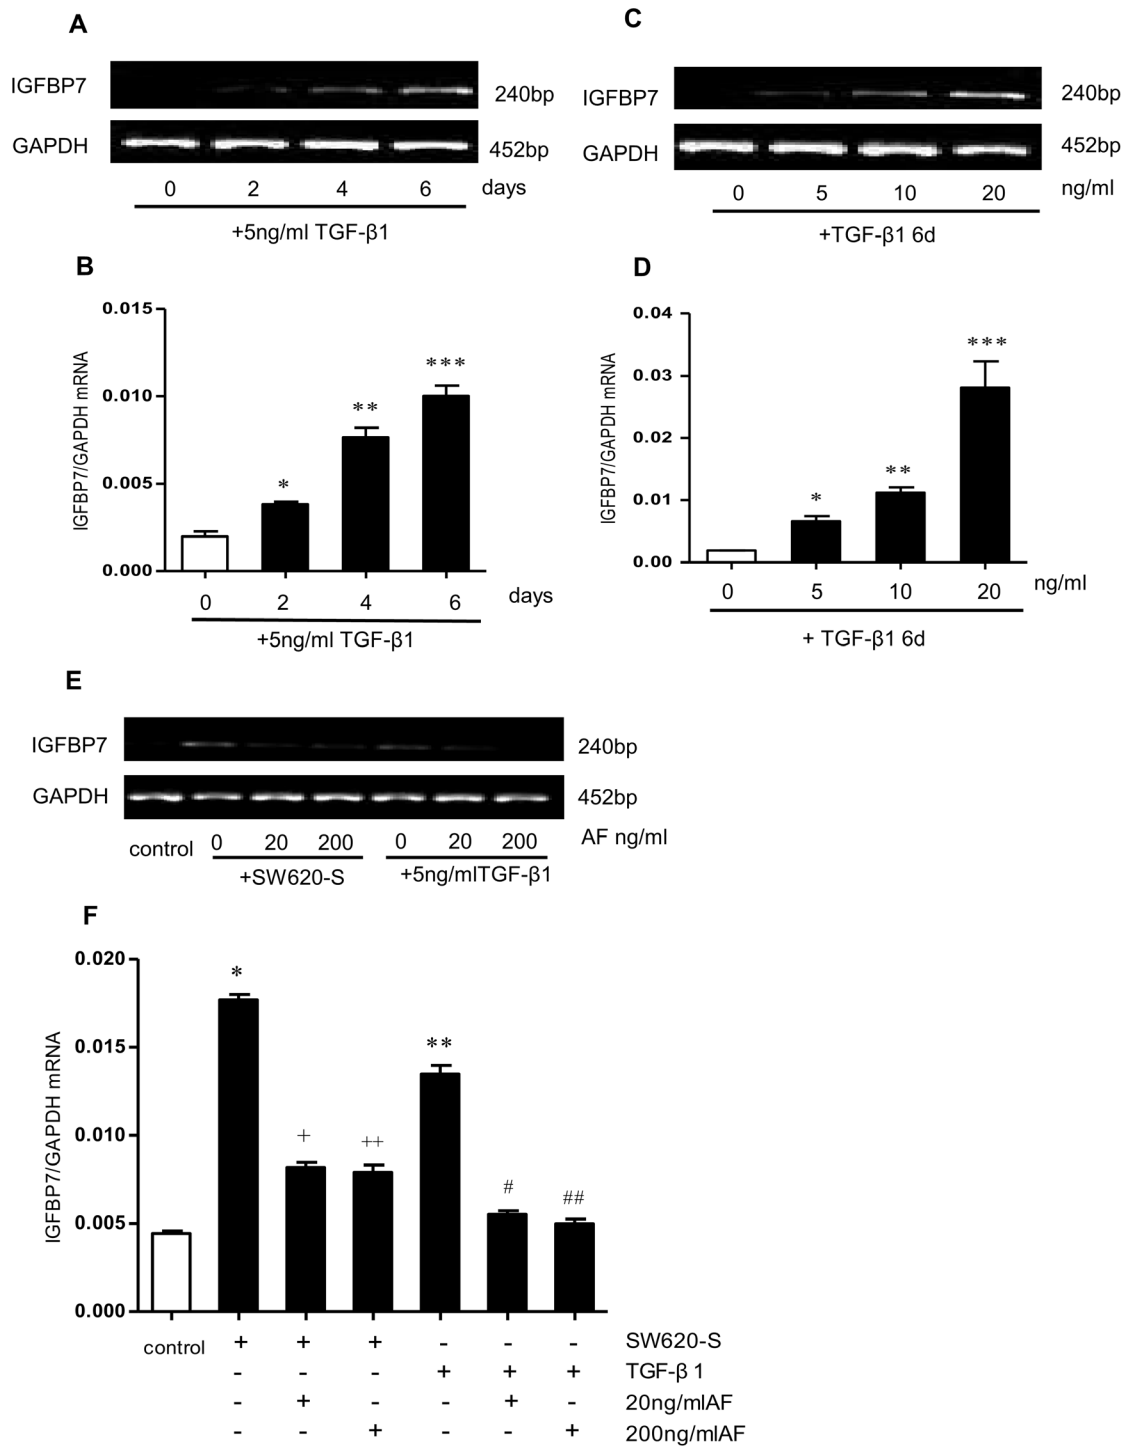 A
IGFBP7
240bp
GAPDH
452bp
0 2 4 6 days
+5ng/ml TGF-β1
C
IGFBP7
240bp
GAPDH
452bp
0 5 10 20 ng/ml
+TGF-β1 6d
B
IGFBP7/GAPDH mRNA
0.015
0.010
0.005
0.000
*
**
***
0 2 4 6 days
+5ng/ml TGF-β1
D
IGFBP7/GAPDH mRNA
0.04
0.03
0.02
0.01
0.00
*
**
***
0 5 10 20 ng/ml
+ TGF-β1 6d
E
IGFBP7
240bp
GAPDH
452bp
control 0 20 200 0 20 200 AF ng/ml
+SW620-S +5ng/mlTGF-β1
F
IGFBP7/GAPDH mRNA
0.020
0.015
0.010
0.005
0.000
*
+
++
**
#
##
control + + + - - - SW620-S
- - - + + + TGF-β 1
- + - - + - 20ng/mlAF
- - + - - + 200ng/mlAF